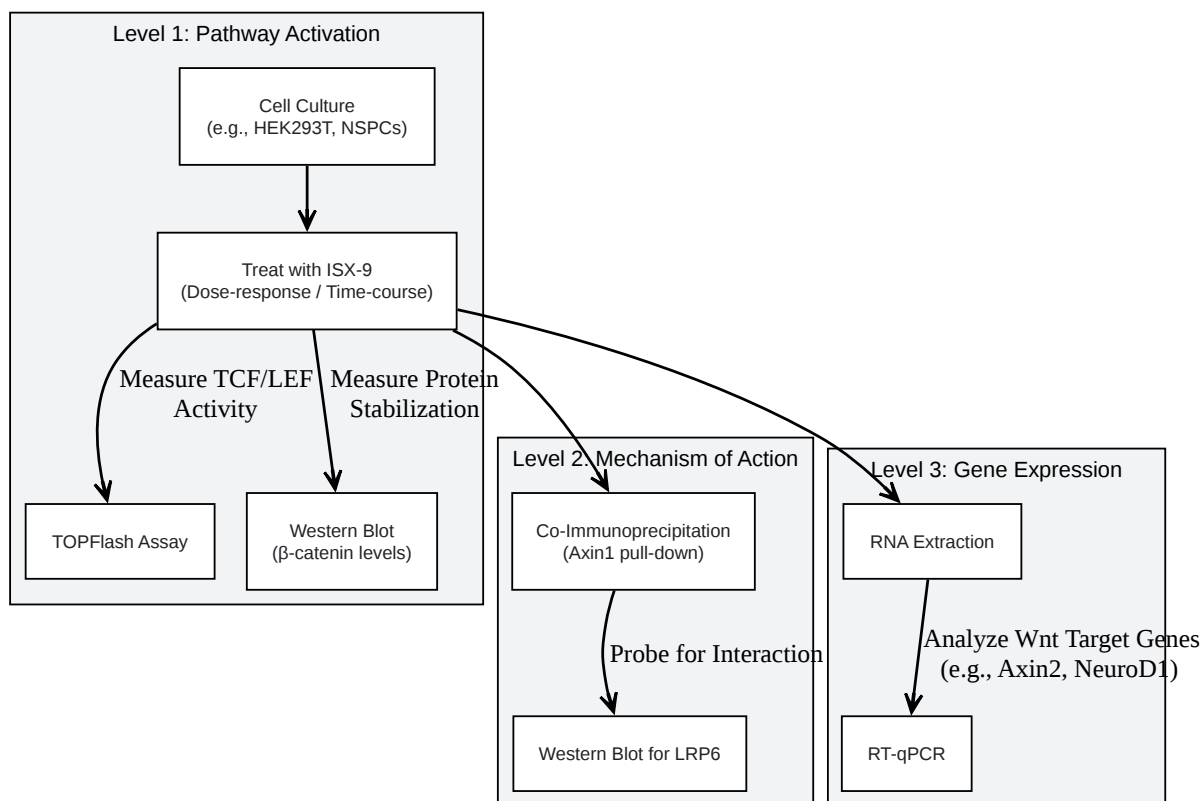 Level 1: Pathway Activation
Cell Culture
(e.g., HEK293T, NSPCs)
Treat with ISX-9
(Dose-response / Time-course)
Measure TCF/LEF
Activity
Measure Protein
Stabilization
TOPFlash Assay
Western Blot
(β-catenin levels)
Level 2: Mechanism of Action
Co-Immunoprecipitation
(Axin1 pull-down)
Probe for Interaction
Western Blot for LRP6
Level 3: Gene Expression
RNA Extraction
Analyze Wnt Target Genes
(e.g., Axin2, NeuroD1)
RT-qPCR